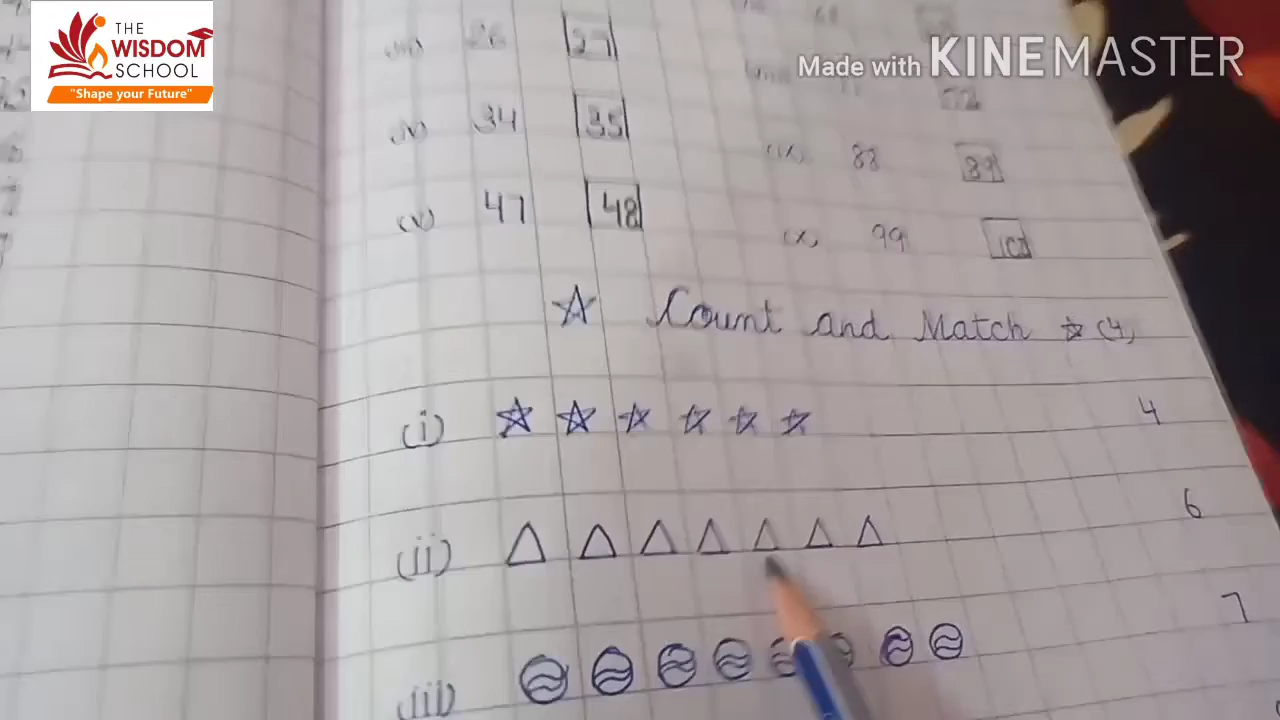 THE
WISDOM
SCHOOL
"Shape your Future"
Made with KINEMASTER
26 27
34 35
(v) 47 48
(ix) 88 89
(x) 99 100
Count and Match (4)
(i) 4
(ii) 6
7
(iii)